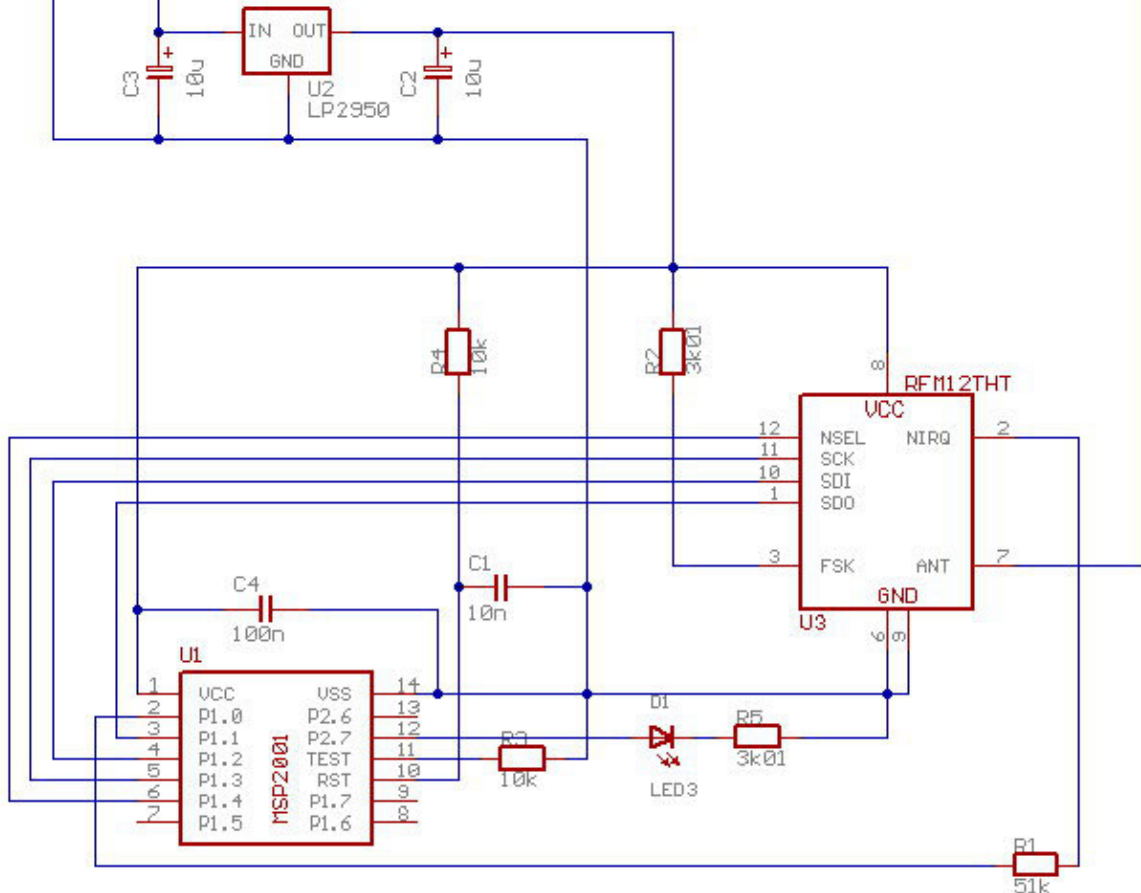 IN OUT
GND
C3
10u
U2
LP2950
C2
10u
R4
10k
R2
3k01
8
RFM12THT
VCC
12 NSEL NIRQ 2
11 SCK
10 SDI
1 SDO
3 FSK ANT 7
GND
U3
6
9
C1
10n
C4
100n
U1
MSP2001
1 VCC VSS 14
2 P1.0 P2.6 13
3 P1.1 P2.7 12
4 P1.2 TEST 11
5 P1.3 RST 10
6 P1.4 P1.7 9
7 P1.5 P1.6 8
R3
10k
D1
LED3
R5
3k01
R1
51k